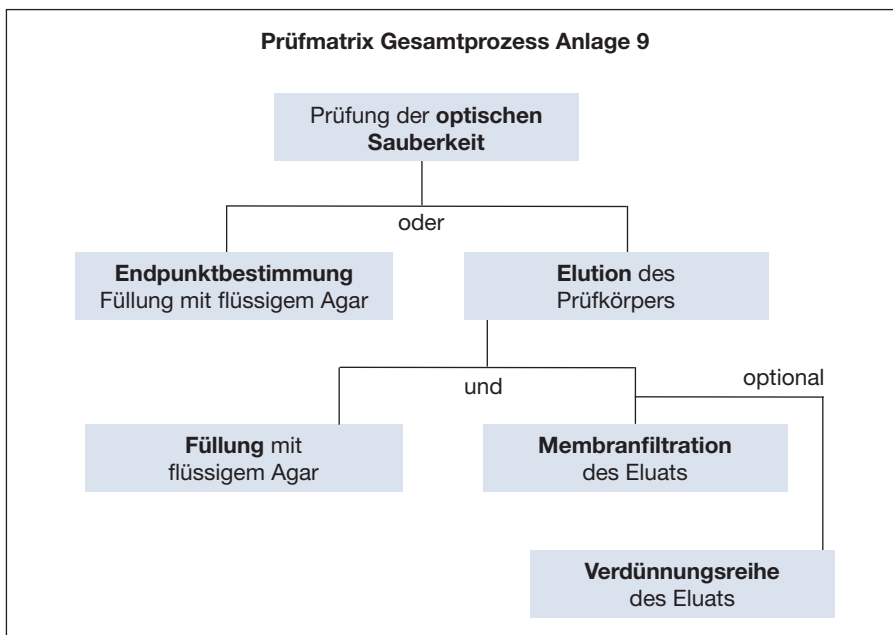 Prüfmatrix Gesamtprozess Anlage 9
Prüfung der optischen
Sauberkeit
oder
Endpunktbestimmung
Füllung mit flüssigem Agar
Elution des
Prüfkörpers
und
optional
Füllung mit
flüssigem Agar
Membranfiltration
des Eluats
Verdünnungsreihe
des Eluats